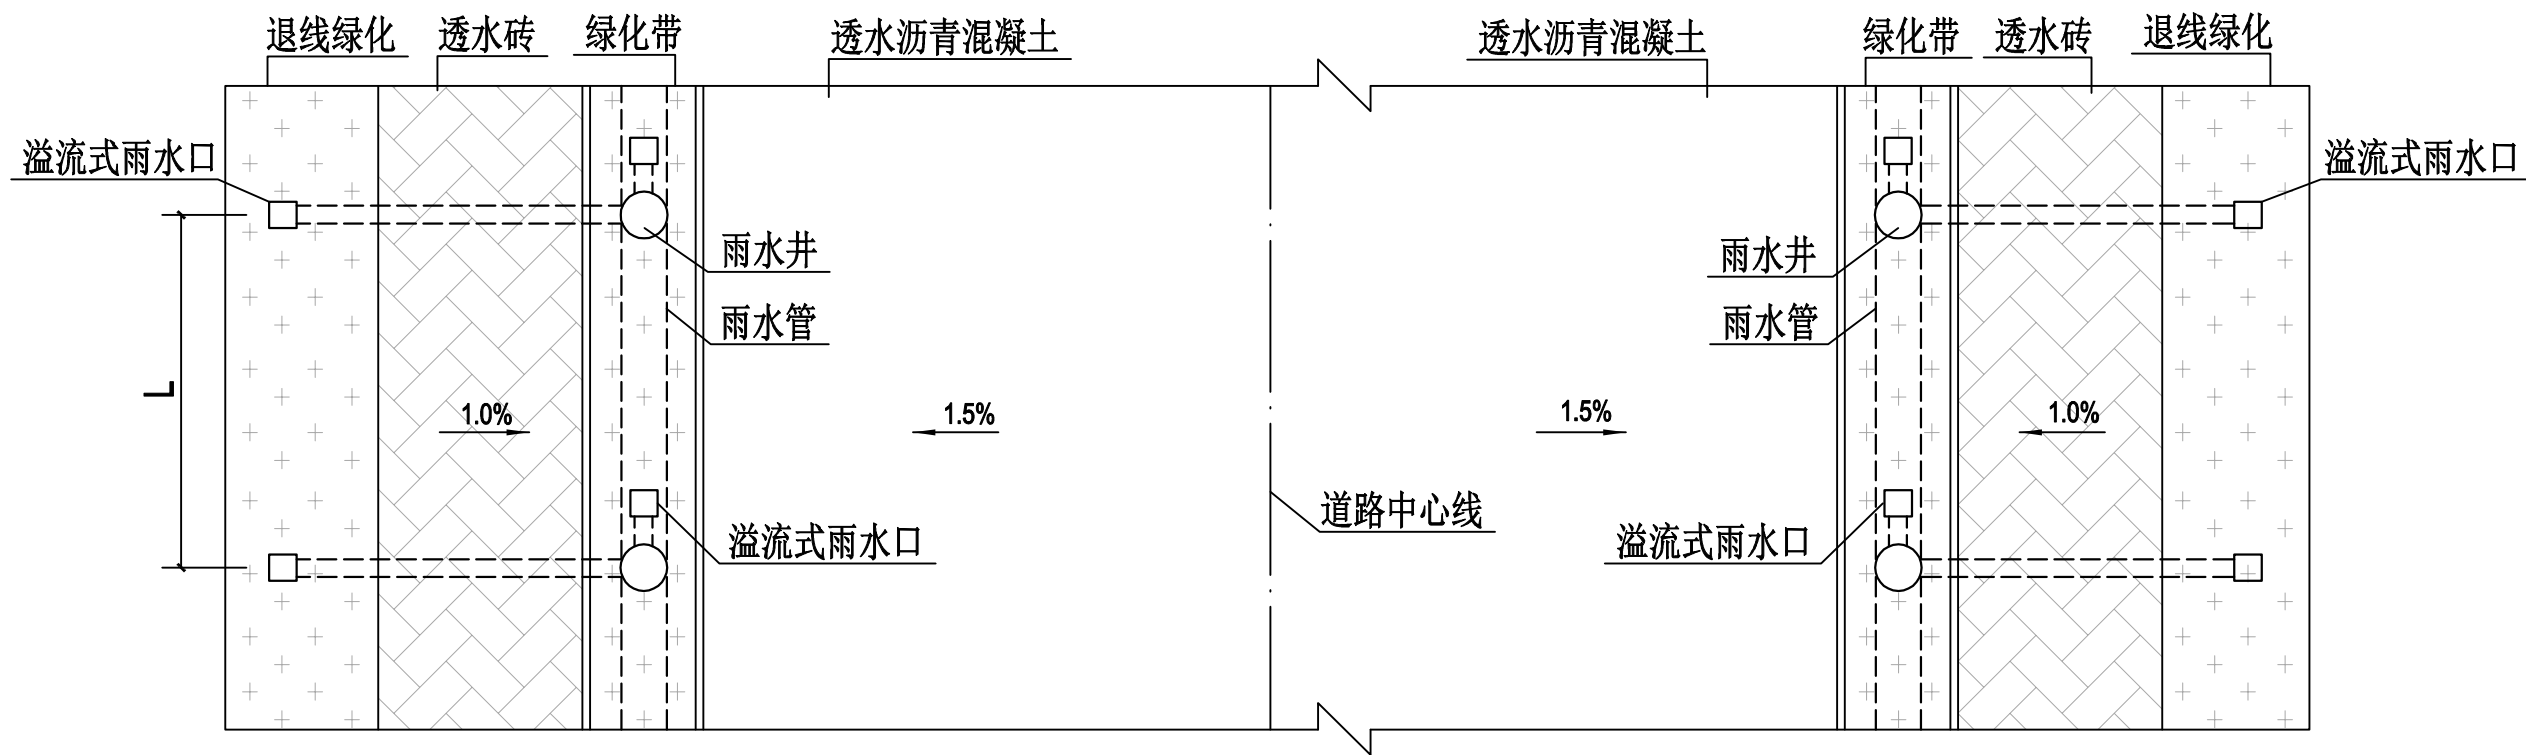 退线绿化
透水砖
绿化带
透水沥青混凝土
透水沥青混凝土
绿化带
透水砖
退线绿化
溢流式雨水口
溢流式雨水口
雨水井
雨水井
雨水管
雨水管
L
1.0%
1.5%
1.5%
1.0%
道路中心线
溢流式雨水口
溢流式雨水口